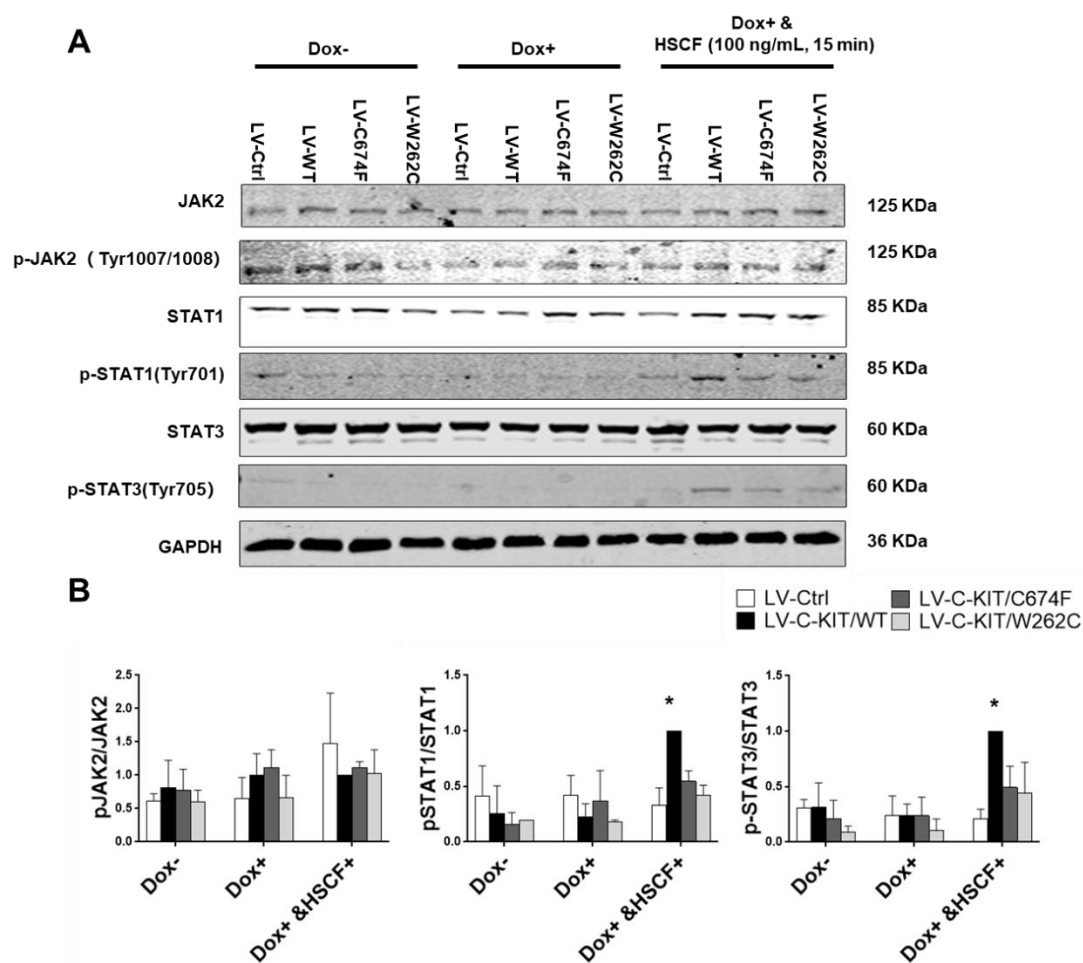 A
Dox-
Dox+
Dox+ &
HSCF (100 ng/mL, 15 min)
LV-Ctrl
LV-WT
LV-C674F
LV-W262C
LV-Ctrl
LV-WT
LV-C674F
LV-W262C
LV-Ctrl
LV-WT
LV-C674F
LV-W262C
JAK2
125 KDa
p-JAK2 ( Tyr1007/1008)
125 KDa
STAT1
85 KDa
p-STAT1(Tyr701)
85 KDa
STAT3
60 KDa
p-STAT3(Tyr705)
60 KDa
GAPDH
36 KDa
B
LV-Ctrl
LV-C-KIT/C674F
LV-C-KIT/WT
LV-C-KIT/W262C
pJAK2/JAK2
2.5
2.0
1.5
1.0
0.5
0.0
Dox-
Dox+
Dox+ &HSCF+
pSTAT1/STAT1
1.5
1.0
0.5
0.0
*
Dox-
Dox+
Dox+ &HSCF+
p-STAT3/STAT3
1.5
1.0
0.5
0.0
*
Dox-
Dox+
Dox+ &HSCF+